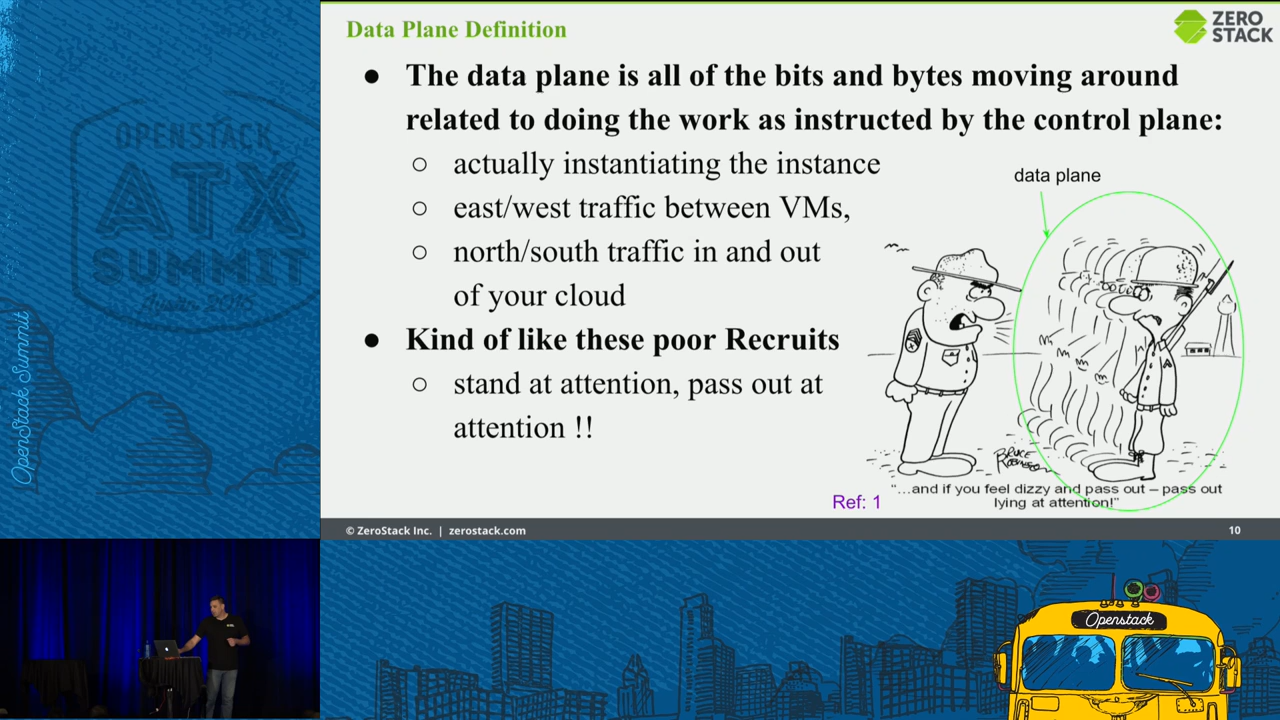 Data Plane Definition
ZERO
STACK
● The data plane is all of the bits and bytes moving around
related to doing the work as instructed by the control plane:
○ actually instantiating the instance
○ east/west traffic between VMs,
○ north/south traffic in and out
of your cloud
● Kind of like these poor Recruits
○ stand at attention, pass out at
attention !!
data plane
BRUCE
ROBINSON
"...and if you feel dizzy and pass out – pass out
lying at attention!"
Ref: 1
© ZeroStack Inc. | zerostack.com
10
OPENSTACK
ATX
SUMMIT
OpenStack Summit
Openstack